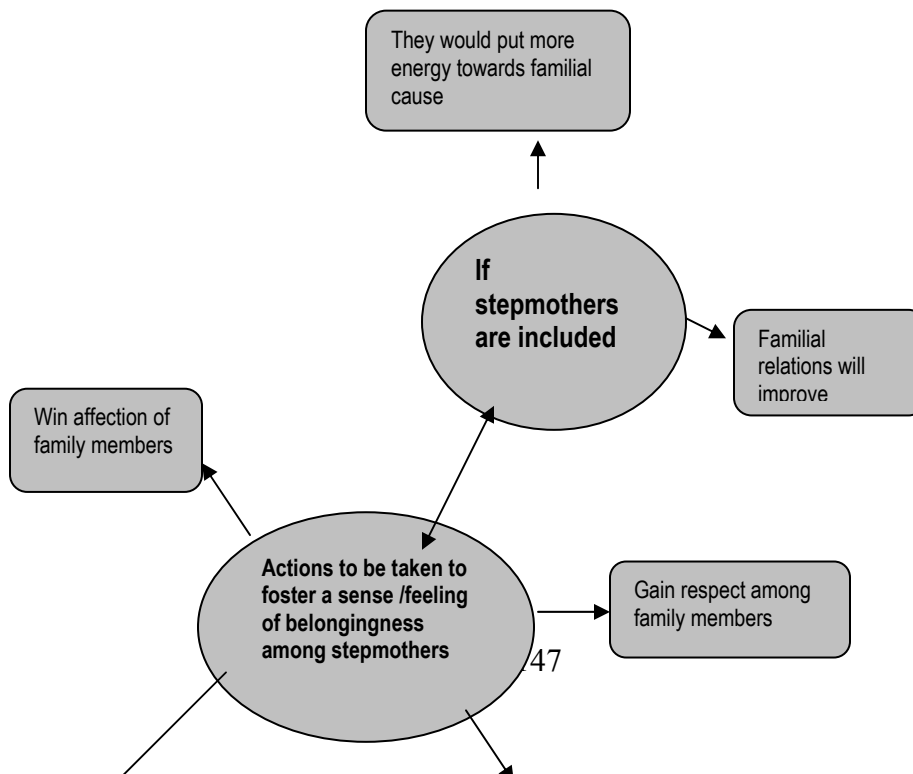 They would put more
energy towards familial
cause
If
stepmothers
are included
Familial
relations will
improve
Win affection of
family members
Actions to be taken to
foster a sense /feeling
of belongingness
among stepmothers
Gain respect among
family members
47